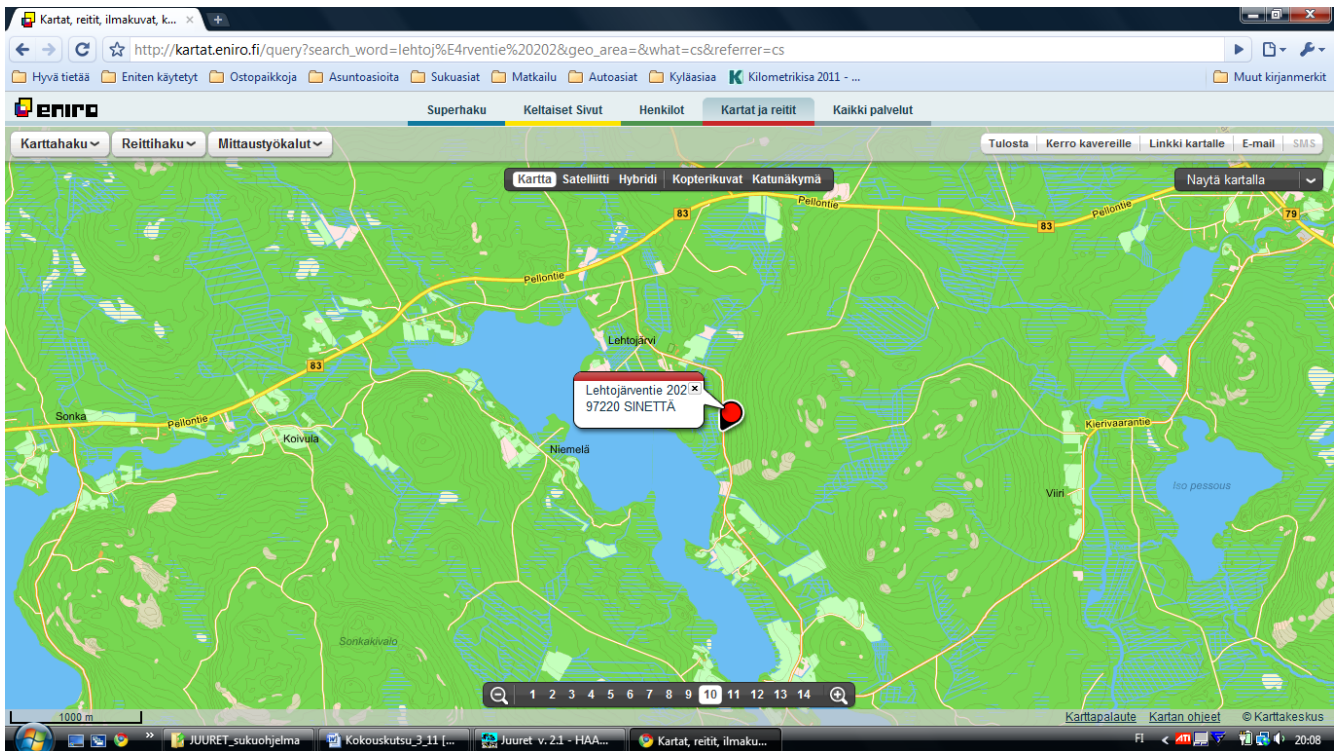 Kartat, reitit, ilmakuvat, k...
http://kartat.eniro.fi/query?search_word=lehtoj%E4rventie%20202&geo_area=&what=cs&referrer=cs
Hyvä tietää Eniten käytetyt Ostopaikkoja Asuntoasioita Sukuasiat Matkailu Autoasiat Kyläasiaa Kilometrikisa 2011 - ... Muut kirjanmerkit
eniro Superhaku Keltaiset Sivut Henkilot Kartat ja reitit Kaikki palvelut
Karttahaku Reittihaku Mittaustyökalut Tulosta Kerro kavereille Linkki kartalle E-mail SMS
Kartta Satelliitti Hybridi Kopterikuvat Katunäkymä Naytä kartalla
Pellontie
83
Pellontie
79
83
Pellontie
Lehtojärvi
83
Lehtojärventie 202
97220 SINETTÄ
Sonka
Pellontie
Koivula
Niemelä
Kierivaarantie
Iso pessous
Viiri
Sonkakivalo
1 2 3 4 5 6 7 8 9 10 11 12 13 14
1000 m Karttapalaute Kartan ohjeet © Karttakeskus
JUURET_sukuohjelma Kokouskutsu_3_11 [... Juuret v. 2.1 - HAA... Kartat, reitit, ilmaku... FI ATI 20:08